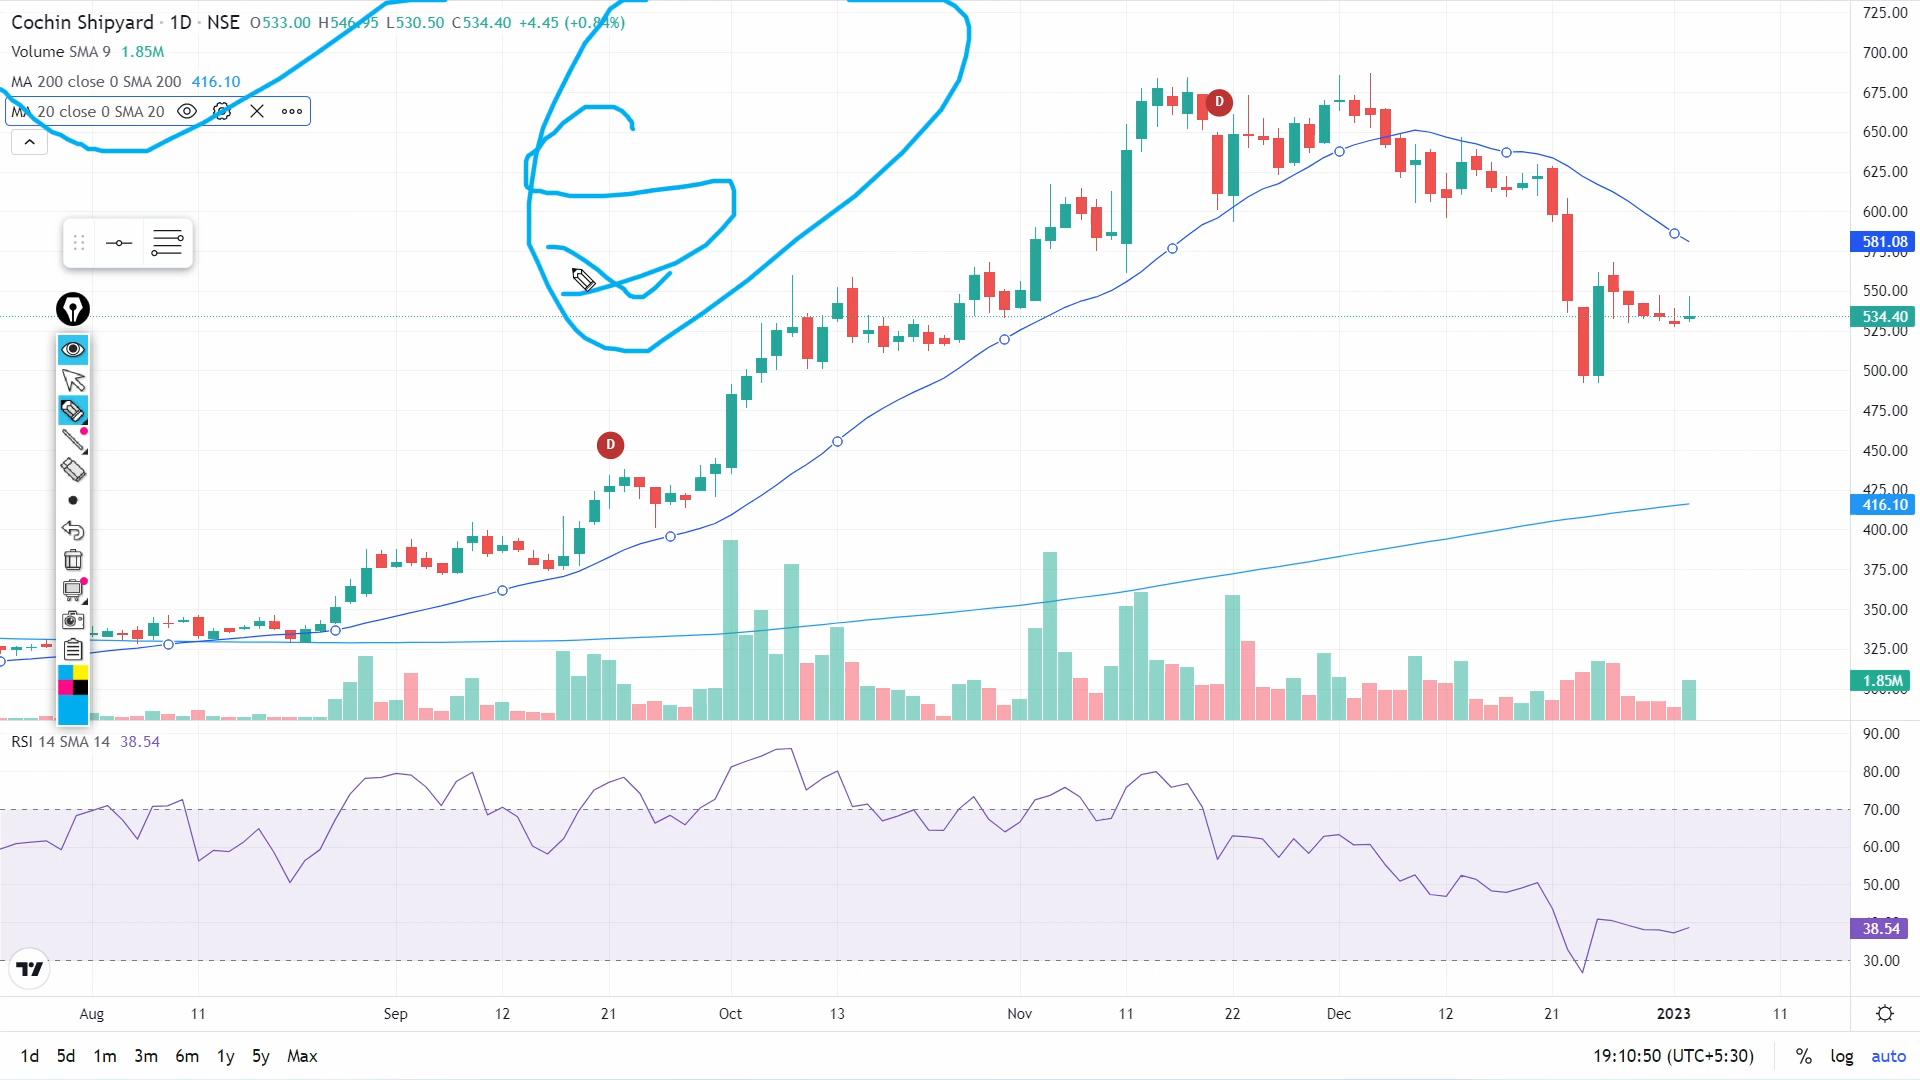 Cochin Shipyard · 1D · NSE O533.00 H546.95 L530.50 C534.40 +4.45 (+0.84%)
Volume SMA 9 1.85M
MA 200 close 0 SMA 200 416.10
MA 20 close 0 SMA 20
D
D
725.00
700.00
675.00
650.00
625.00
600.00
581.08
575.00
550.00
534.40
525.00
500.00
475.00
450.00
425.00
416.10
400.00
375.00
350.00
325.00
1.85M
300.00
RSI 14 SMA 14 38.54
90.00
80.00
70.00
60.00
50.00
38.54
30.00
Aug 11 Sep 12 21 Oct 13 Nov 11 22 Dec 12 21 2023 11
1d 5d 1m 3m 6m 1y 5y Max 19:10:50 (UTC+5:30) % log auto